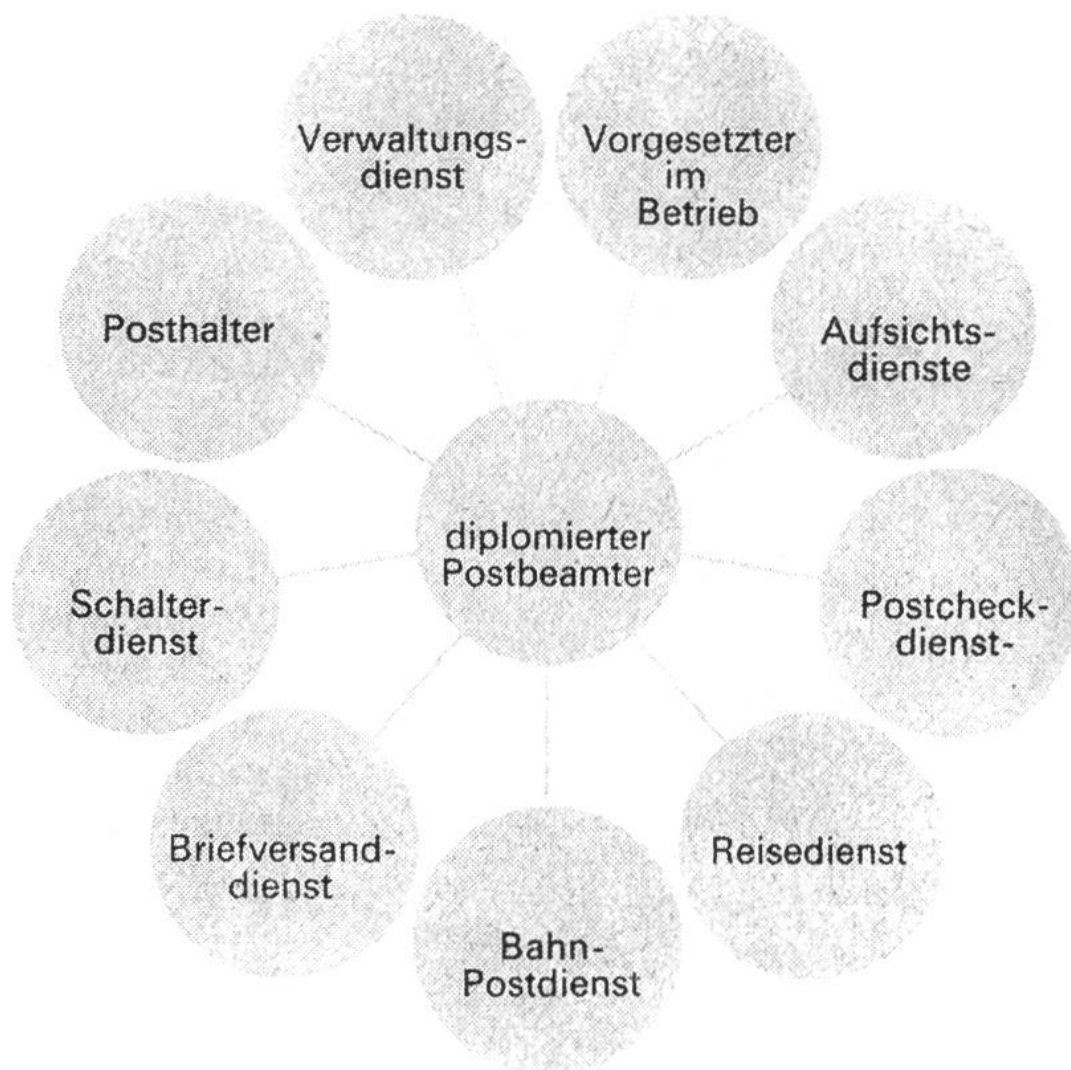 Verwaltungs-
dienst
Vorgesetzter
im
Betrieb
Posthalter
Aufsichts-
dienste
diplomierter
Postbeamter
Schalter-
dienst
Postcheck-
dienst-
Briefversand-
dienst
Reisedienst
Bahn-
Postdienst